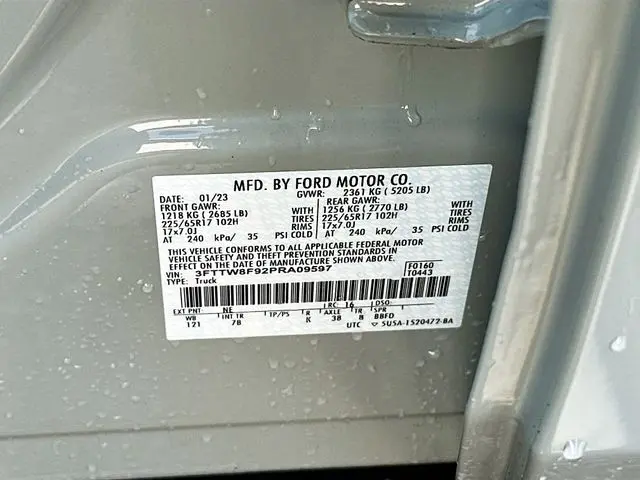 MFD. BY FORD MOTOR CO.
DATE: 01/23 GVWR: 2361 KG ( 5205 LB)
FRONT GAWR: REAR GAWR:
1218 KG ( 2685 LB) WITH 1256 KG ( 2770 LB) WITH
225/65R17 102H TIRES 225/65R17 102H TIRES
17x7.0J RIMS 17x7.0J RIMS
AT 240 kPa/ 35 PSI COLD AT 240 kPa/ 35 PSI COLD
THIS VEHICLE CONFORMS TO ALL APPLICABLE FEDERAL MOTOR
VEHICLE SAFETY AND THEFT PREVENTION STANDARDS IN
EFFECT ON THE DATE OF MANUFACTURE SHOWN ABOVE.
VIN: 3FTTW8F92PRA09597 F0160
TYPE: Truck T0443
EXT PNT: NE RC: 16 DSO:
WB INT TR TP/PS R AXLE TR SPR
121 7B K 38 8 BBFD
UTC 5U5A-1520472-BA